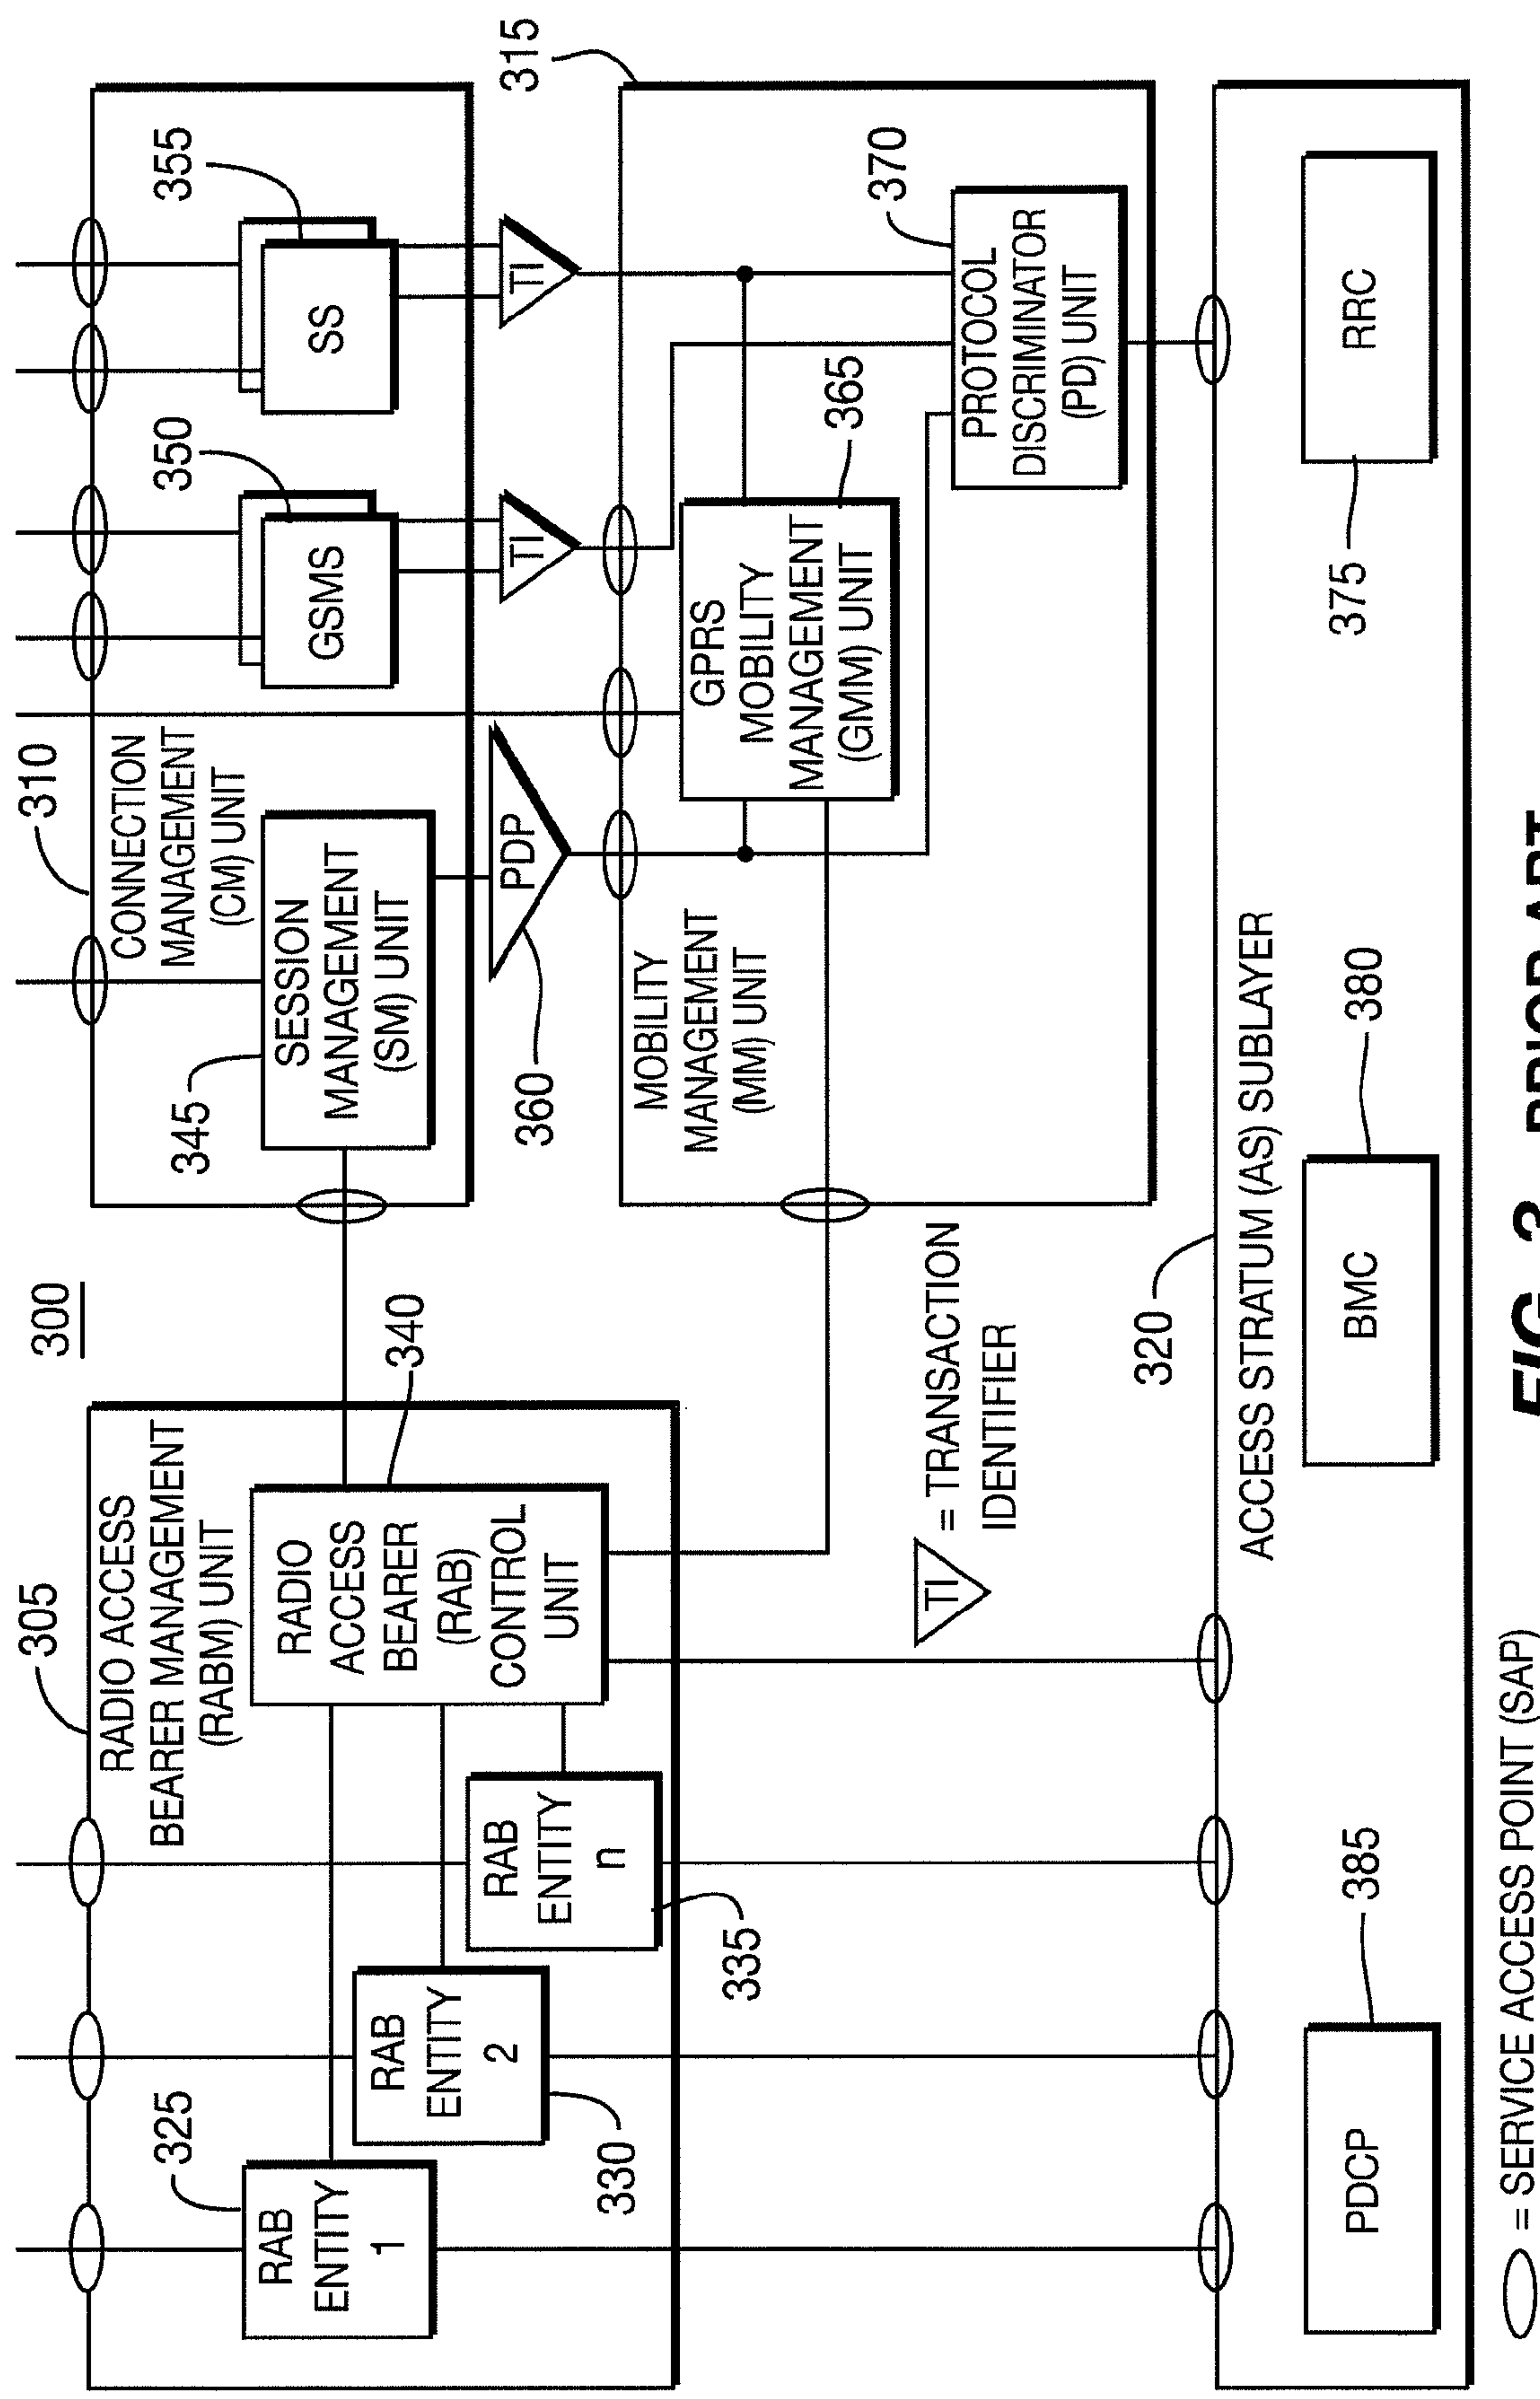 300
305
RADIO ACCESS
BEARER MANAGEMENT
(RABM) UNIT
325
RAB
ENTITY
1
RAB
ENTITY
2
330
RAB
ENTITY
n
335
RADIO
ACCESS
BEARER
(RAB)
CONTROL
UNIT
340
310
CONNECTION
MANAGEMENT
(CM) UNIT
345
SESSION
MANAGEMENT
(SM) UNIT
350
GSMS
355
SS
PDP
360
TI
TI
315
MOBILITY
MANAGEMENT
(MM) UNIT
GPRS
MOBILITY
MANAGEMENT
(GMM) UNIT
365
370
PROTOCOL
DISCRIMINATOR
(PD) UNIT
TI
= TRANSACTION
IDENTIFIER
320
ACCESS STRATUM (AS) SUBLAYER
PDCP
385
BMC
380
375
RRC
= SERVICE ACCESS POINT (SAP)
FIG. 3 PRIOR ART